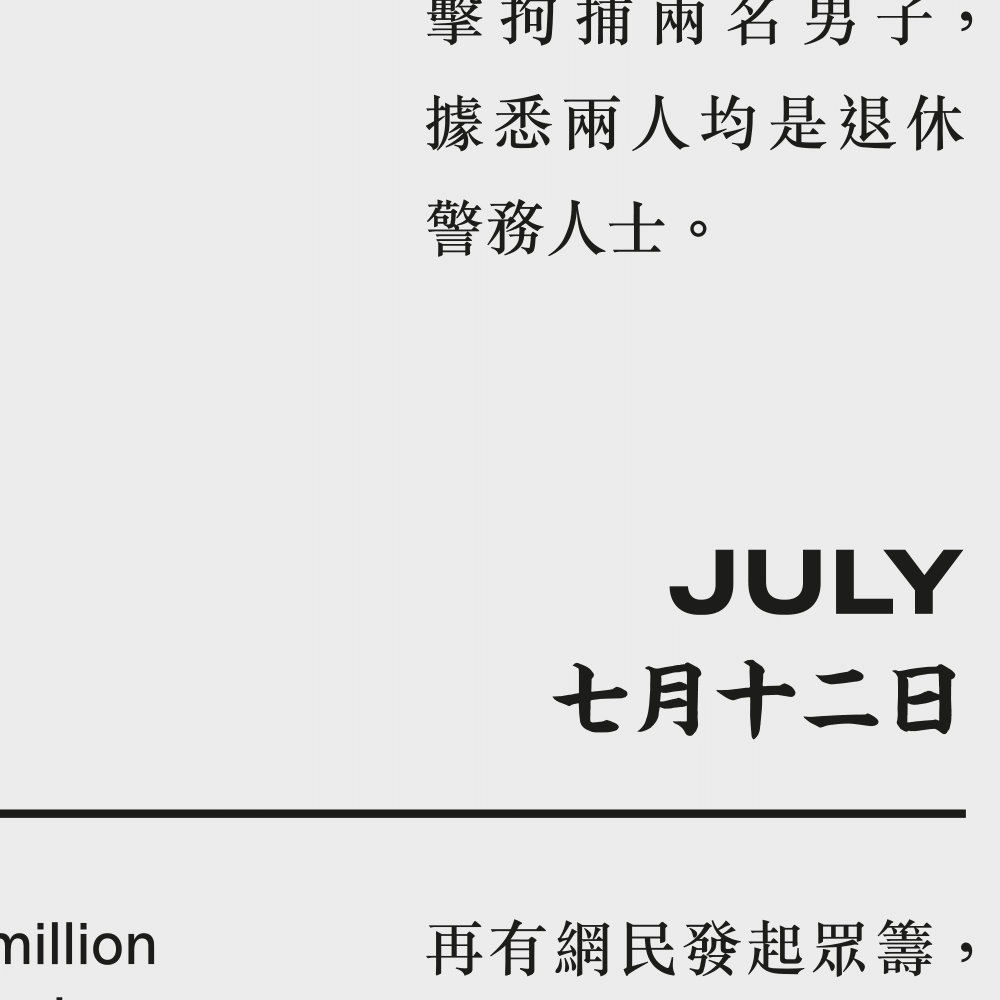 擊拘捕兩名男子，
據悉兩人均是退休
警務人士。
JULY
七月十二日
million
再有網民發起眾籌，